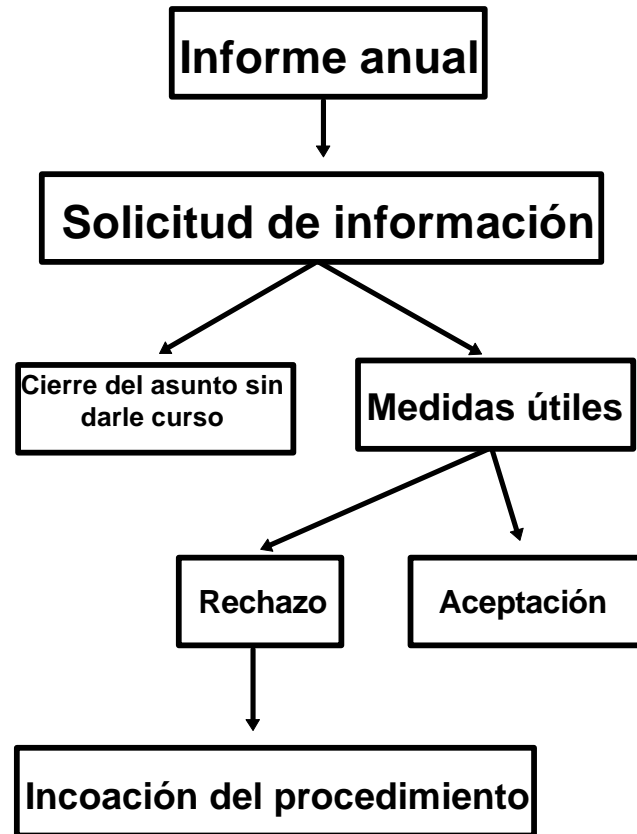 Informe anual
Solicitud de información
Cierre del asunto sin
darle curso
Medidas útiles
Rechazo
Aceptación
Incoación del procedimiento